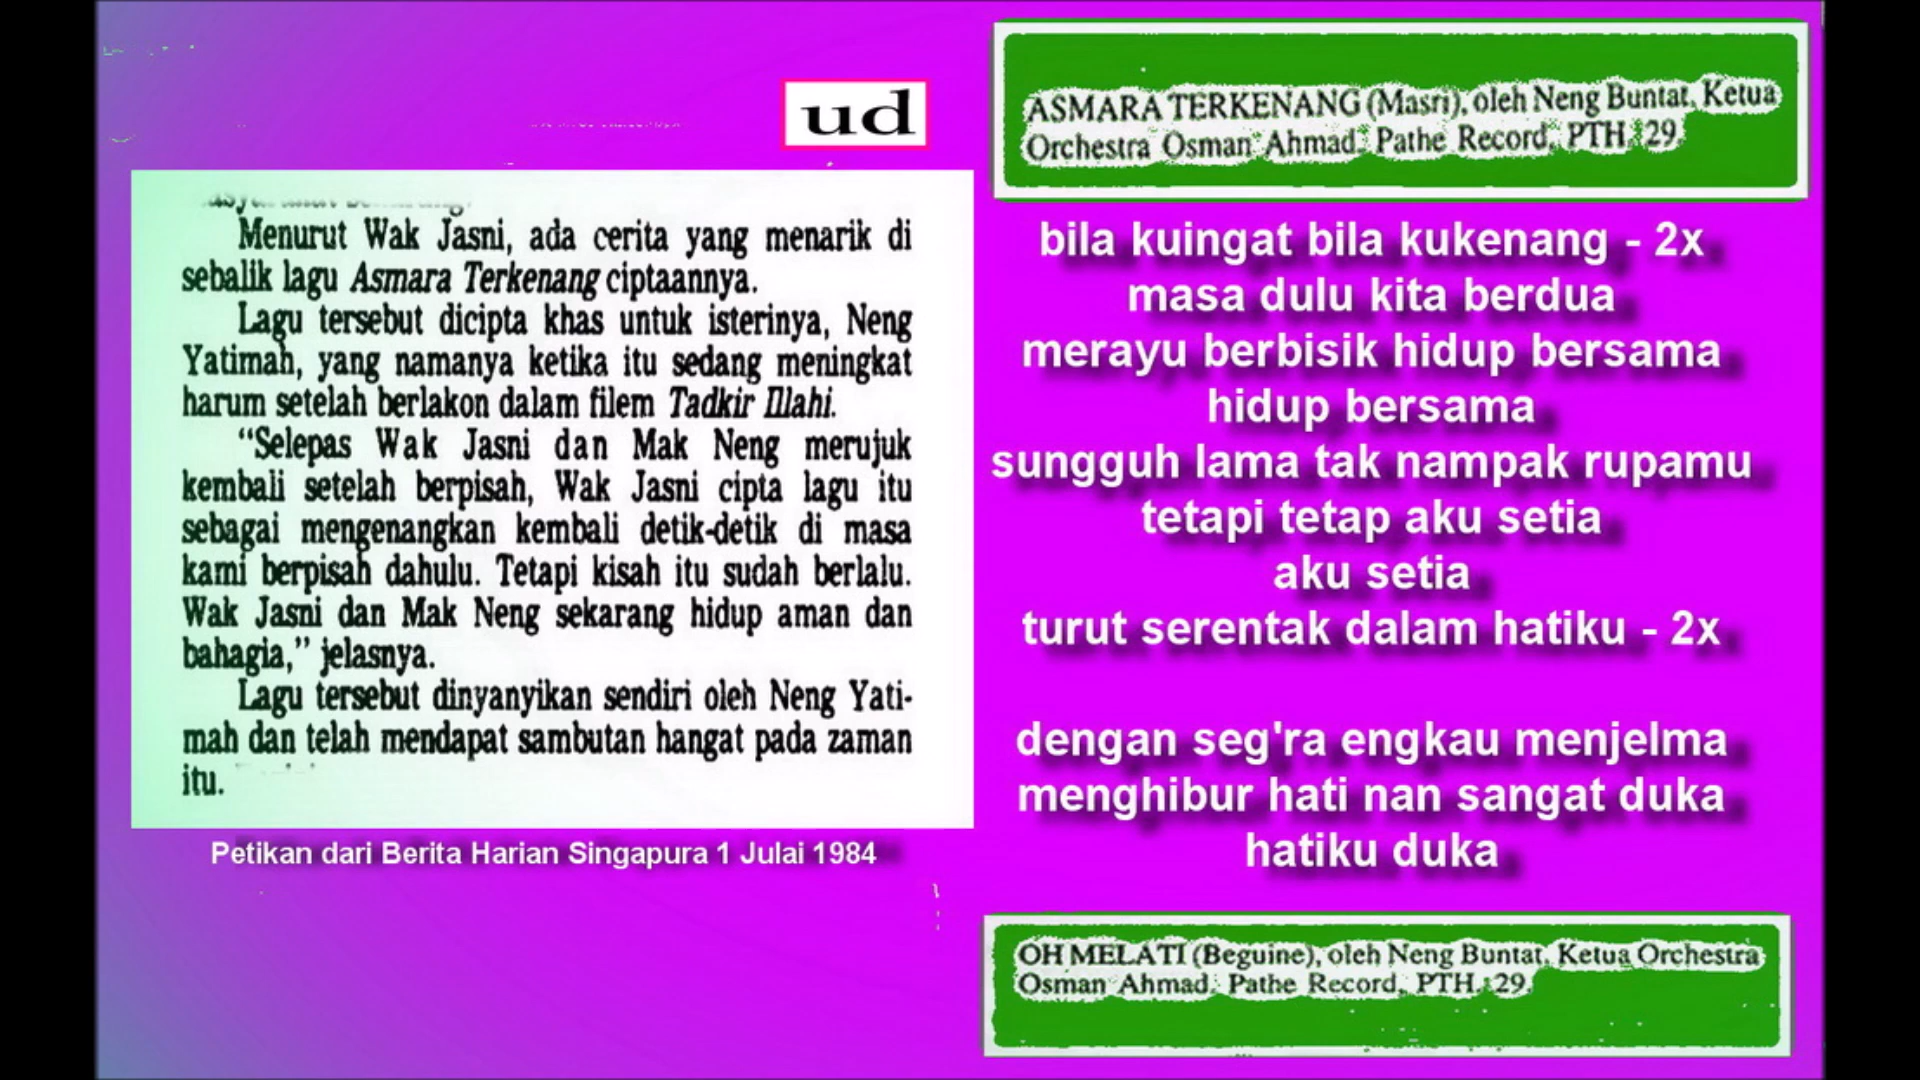 ud
Menurut Wak Jasni, ada cerita yang menarik di
sebalik lagu Asmara Terkenang ciptaannya.
Lagu tersebut dicipta khas untuk isterinya, Neng
Yatimah, yang namanya ketika itu sedang meningkat
harum setelah berlakon dalam filem Tadkir Illahi.
“Selepas Wak Jasni dan Mak Neng merujuk
kembali setelah berpisah, Wak Jasni cipta lagu itu
sebagai mengenangkan kembali detik-detik di masa
kami berpisah dahulu. Tetapi kisah itu sudah berlalu.
Wak Jasni dan Mak Neng sekarang hidup aman dan
bahagia,” jelasnya.
Lagu tersebut dinyanyikan sendiri oleh Neng Yati-
mah dan telah mendapat sambutan hangat pada zaman
itu.
Petikan dari Berita Harian Singapura 1 Julai 1984
ASMARA TERKENANG (Masri), oleh Neng Buntat, Ketua
Orchestra Osman Ahmad. Pathe Record, PTH. 29
bila kuingat bila kukenang - 2x
masa dulu kita berdua
merayu berbisik hidup bersama
hidup bersama
sungguh lama tak nampak rupamu
tetapi tetap aku setia
aku setia
turut serentak dalam hatiku - 2x
dengan seg'ra engkau menjelma
menghibur hati nan sangat duka
hatiku duka
OH MELATI (Beguine), oleh Neng Buntat, Ketua Orchestra
Osman Ahmad. Pathe Record, PTH. 29.